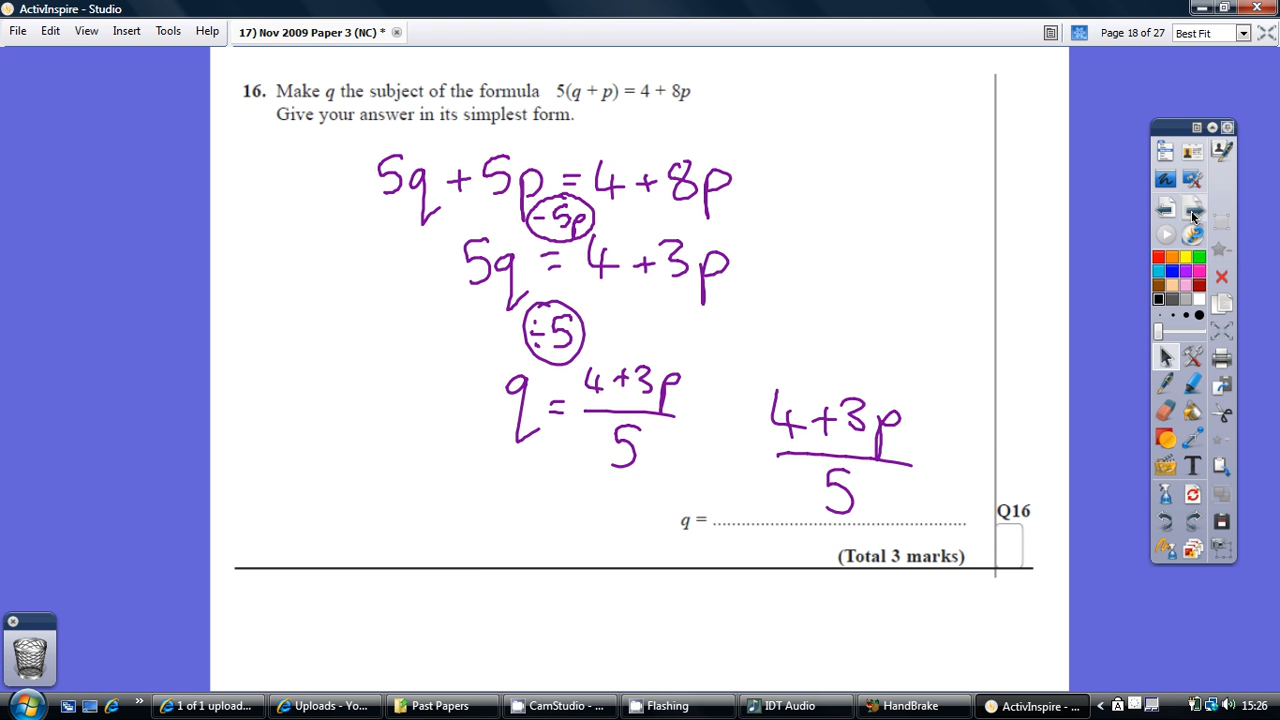 ActivInspire - Studio
File Edit View Insert Tools Help
17) Nov 2009 Paper 3 (NC) *
Page 18 of 27
Best Fit
16. Make q the subject of the formula 5(q + p) = 4 + 8p
Give your answer in its simplest form.
5q + 5p = 4 + 8p
- 5p
5q = 4 + 3p
÷ 5
q = 4 + 3p
5
4 + 3p
5
q = ................................................................
Q16
(Total 3 marks)
1 of 1 upload...
Uploads - Yo...
Past Papers
CamStudio - ...
Flashing
IDT Audio
HandBrake
ActivInspire - ...
15:26